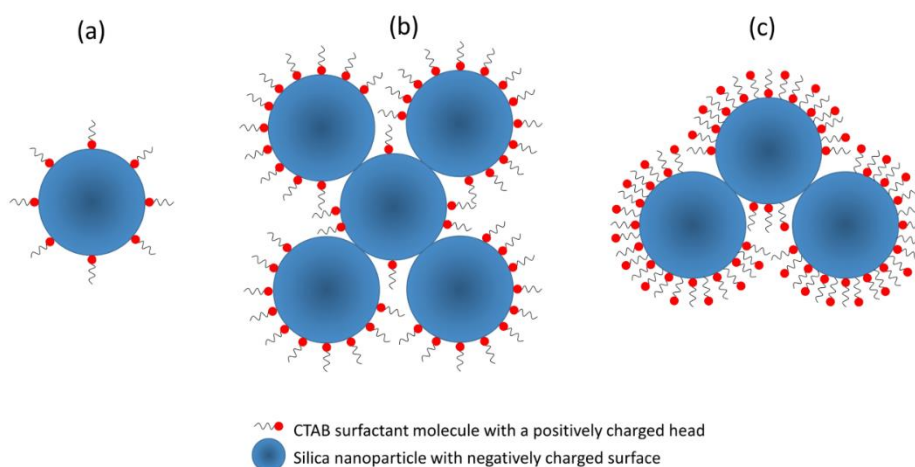 (a)
(b)
(c)
CTAB surfactant molecule with a positively charged head
Silica nanoparticle with negatively charged surface